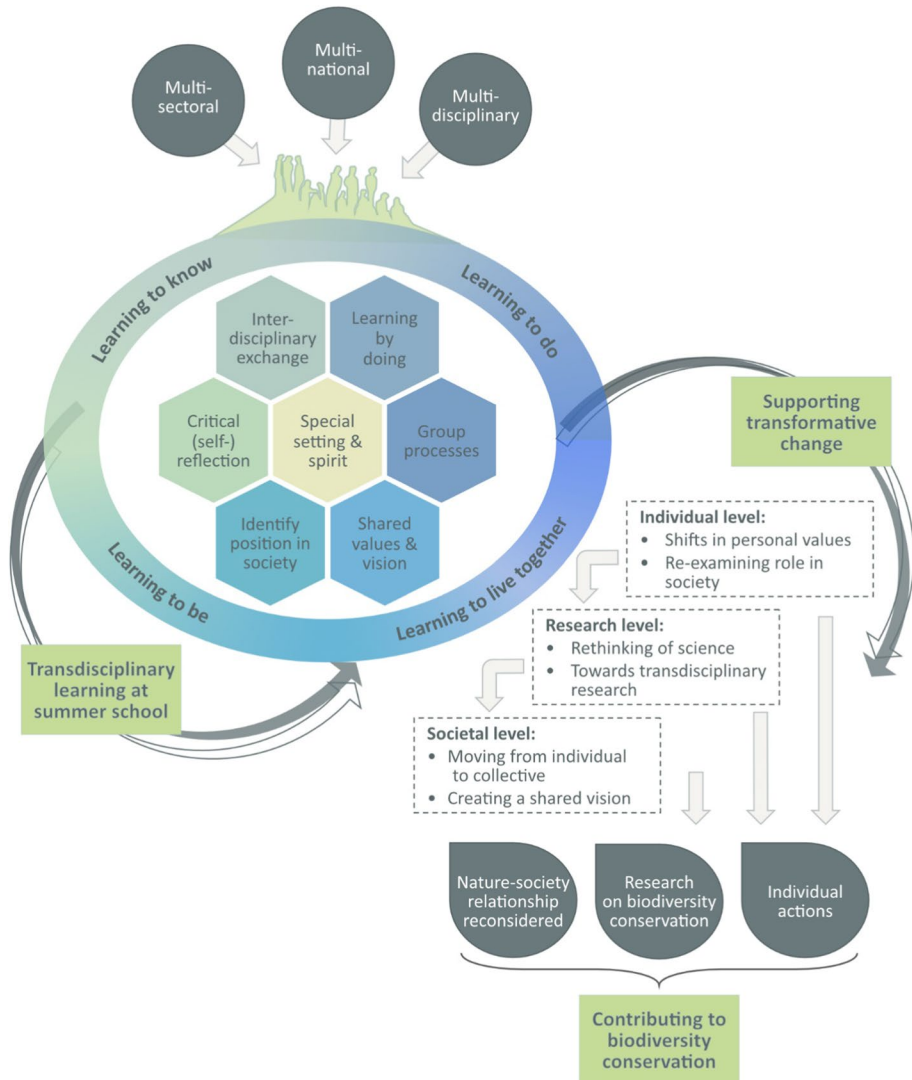 Multi-
sectoral
Multi-
national
Multi-
disciplinary
Learning to know
Learning to do
Inter-
disciplinary
exchange
Learning
by
doing
Critical
(self-)
reflection
Special
setting &
spirit
Group
processes
Identify
position in
society
Shared
values &
vision
Learning to be
Learning to live together
Transdisciplinary
learning at
summer school
Supporting
transformative
change
Individual level:
• Shifts in personal values
• Re-examining role in
society
Research level:
• Rethinking of science
• Towards transdisciplinary
research
Societal level:
• Moving from individual
to collective
• Creating a shared vision
Nature-society
relationship
reconsidered
Research
on biodiversity
conservation
Individual
actions
Contributing to
biodiversity
conservation